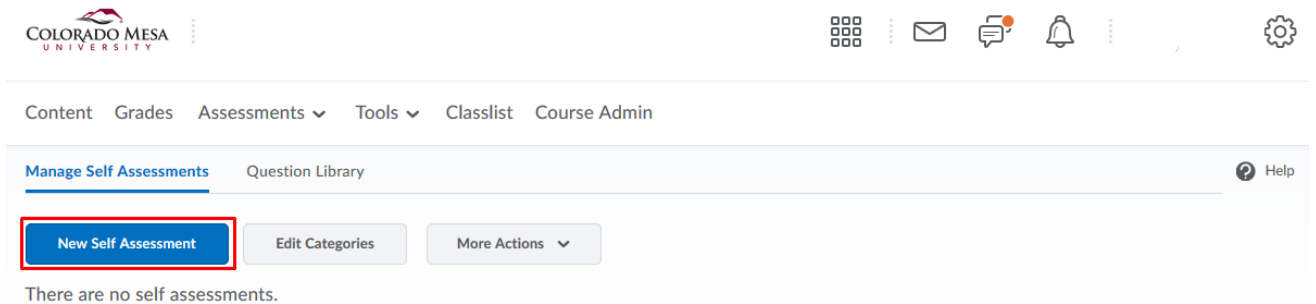 COLORADO MESA
UNIVERSITY
Content Grades Assessments Tools Classlist Course Admin
Manage Self Assessments Question Library Help
New Self Assessment Edit Categories More Actions
There are no self assessments.